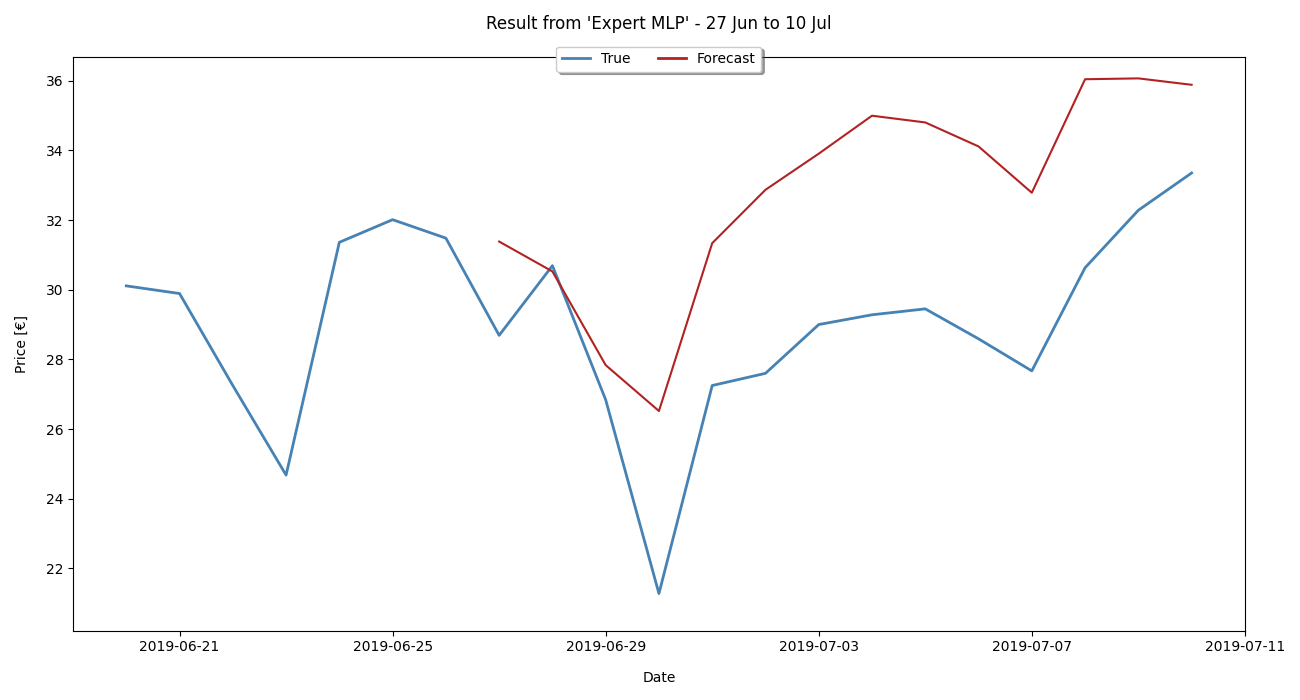 Result from 'Expert MLP' - 27 Jun to 10 Jul
True Forecast
36
34
32
30
28
26
24
22
Price [€]
2019-06-21 2019-06-25 2019-06-29 2019-07-03 2019-07-07 2019-07-11
Date